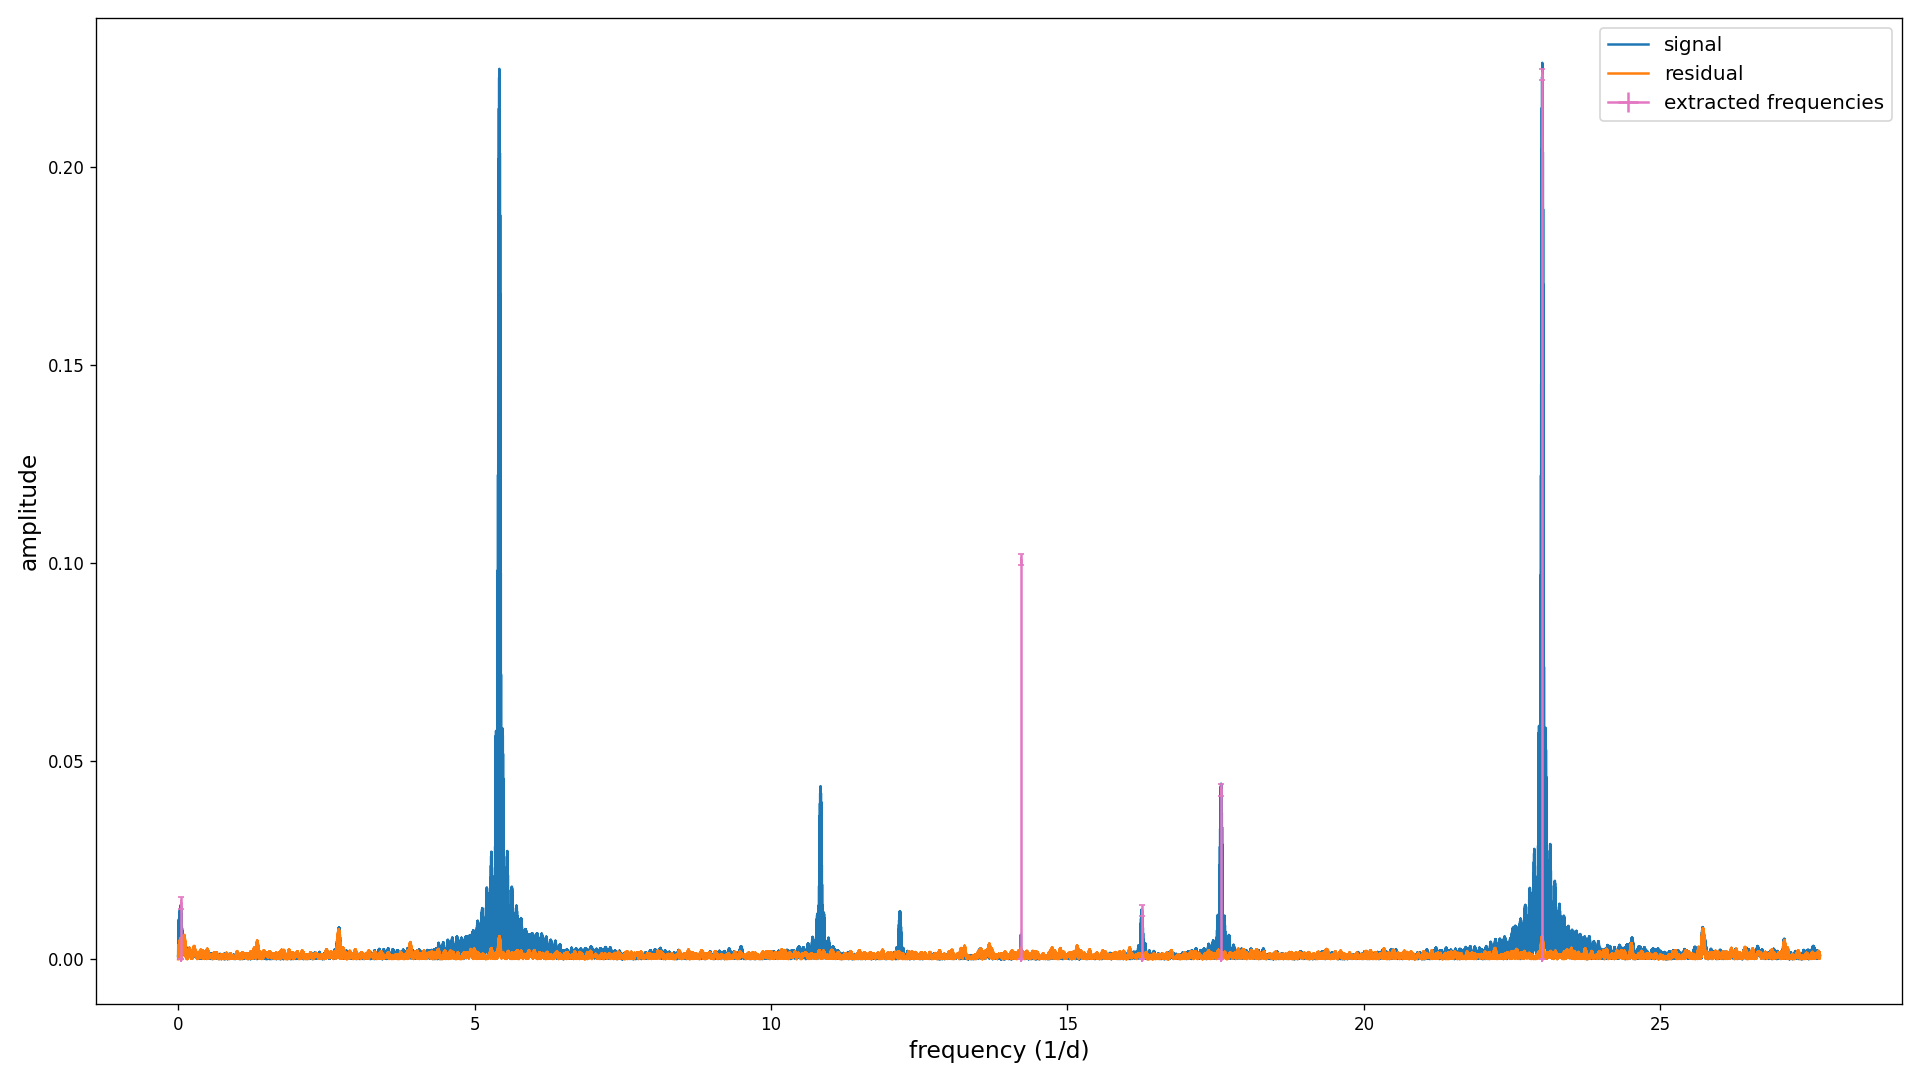 signal
residual
extracted frequencies
amplitude
0.20
0.15
0.10
0.05
0.00
0 5 10 15 20 25
frequency (1/d)